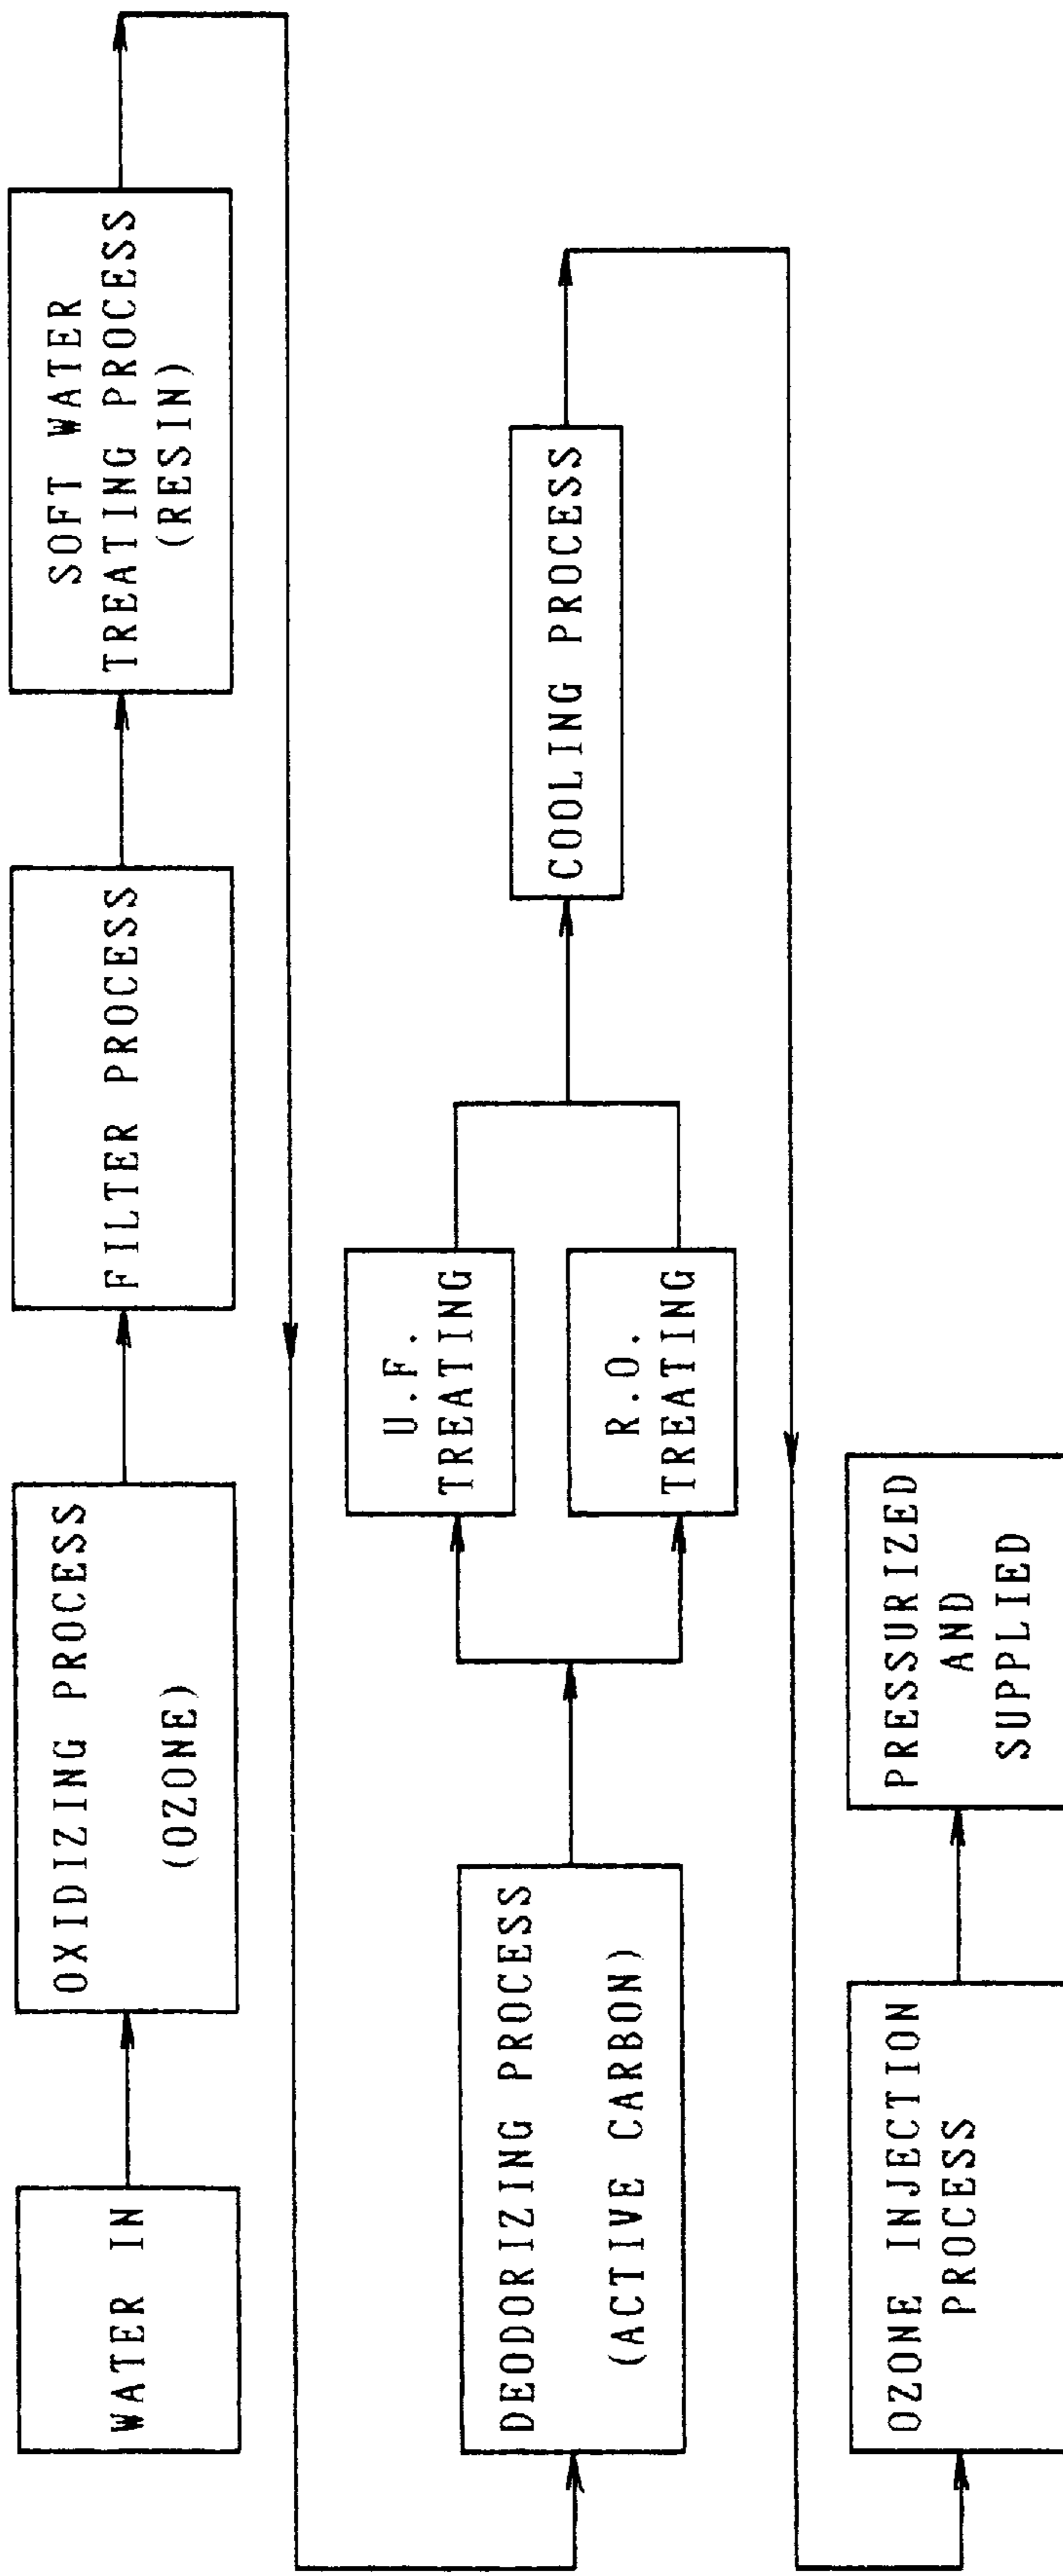 WATER IN
OXIDIZING PROCESS
(OZONE)
FILTER PROCESS
SOFT WATER
TREATING PROCESS
(RESIN)
DEODORIZING PROCESS
(ACTIVE CARBON)
U.F.
TREATING
R.O.
TREATING
COOLING PROCESS
OZONE INJECTION
PROCESS
PRESSURIZED
AND
SUPPLIED